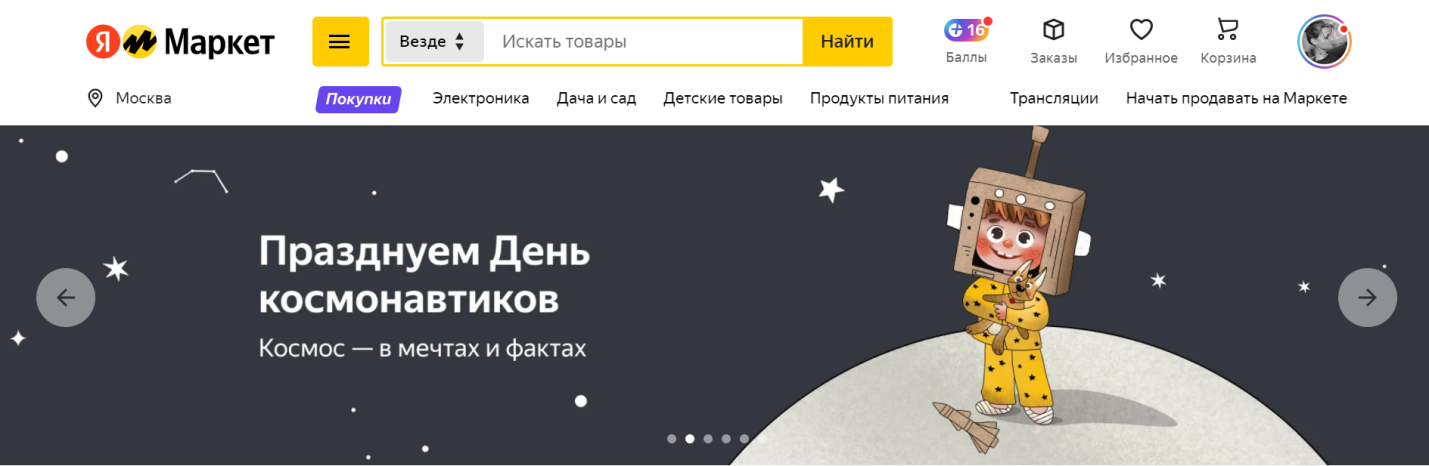 Я Маркет
Везде
Искать товары
Найти
16
Баллы
Заказы
Избранное
Корзина
Москва
Покупки
Электроника
Дача и сад
Детские товары
Продукты питания
Трансляции
Начать продавать на Маркете
Празднуем День
космонавтиков
Космос — в мечтах и фактах